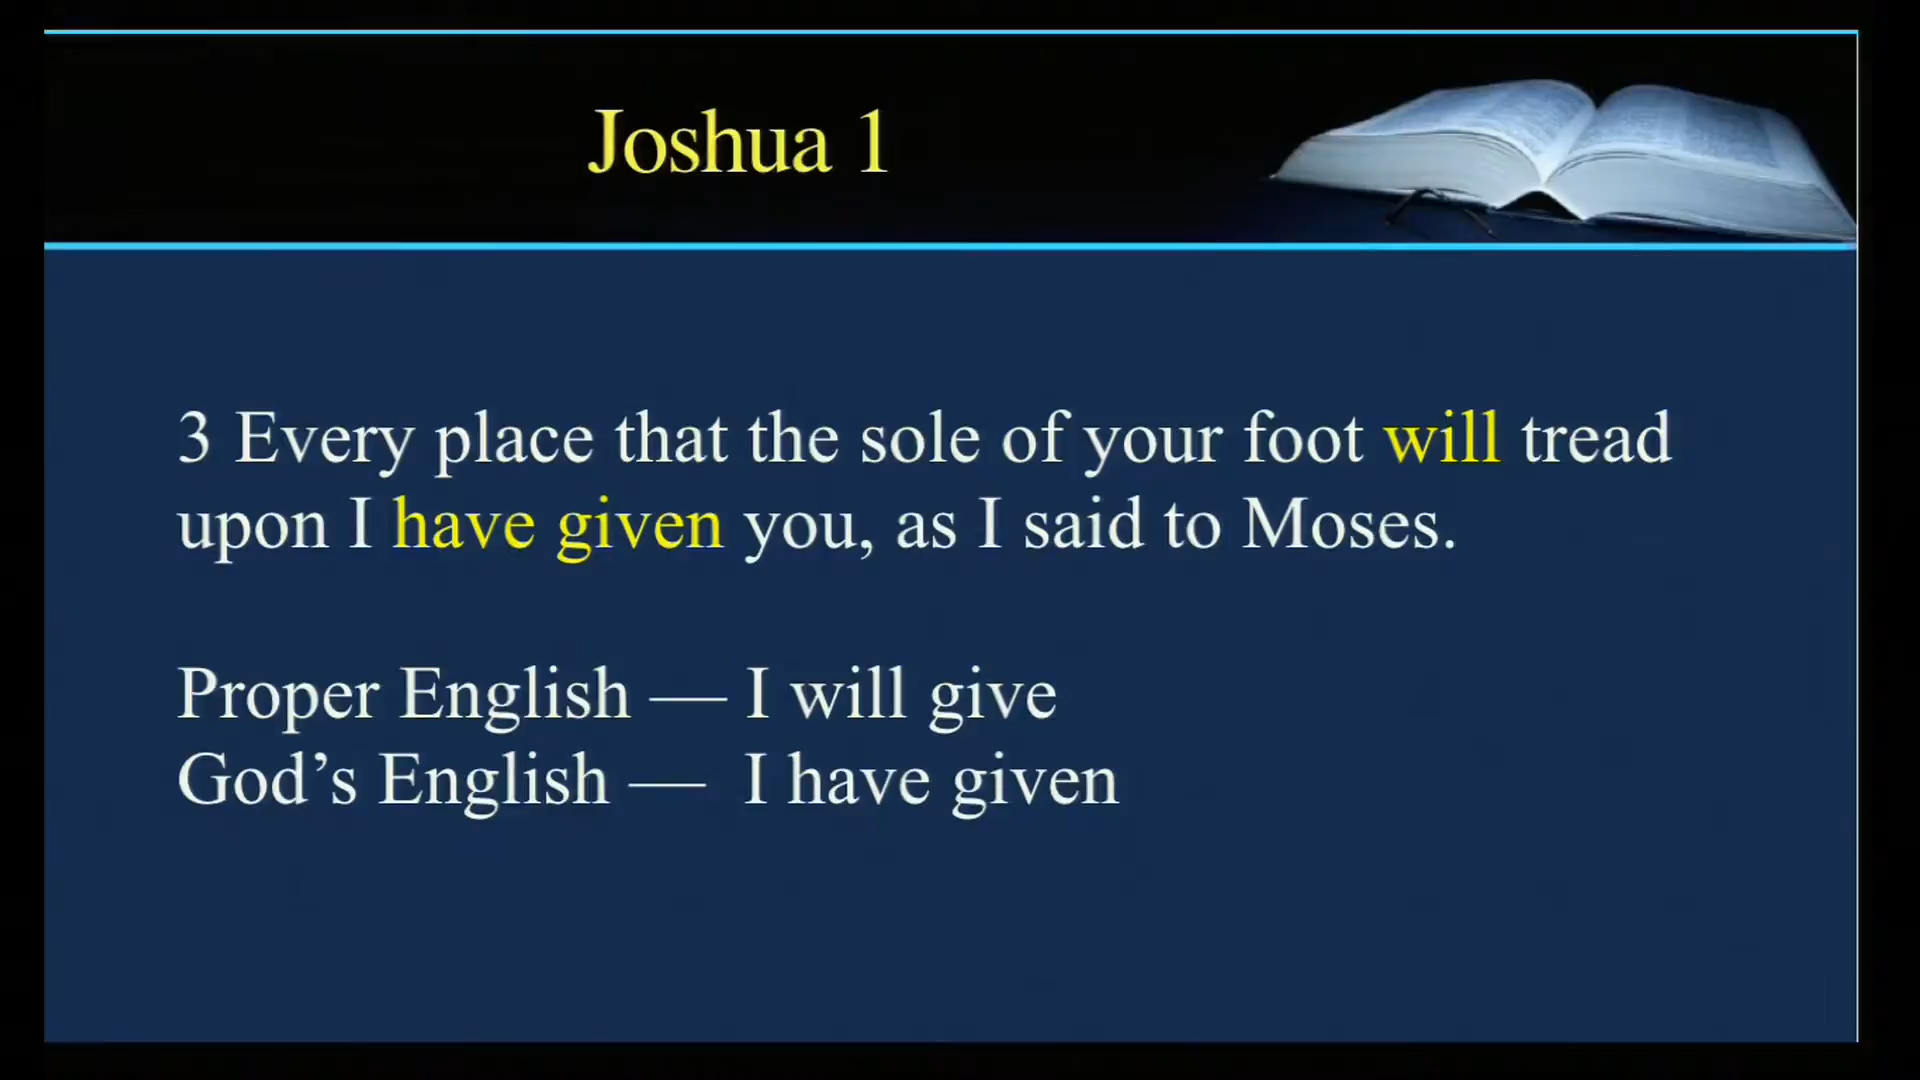 Joshua 1
3 Every place that the sole of your foot will tread
upon I have given you, as I said to Moses.
Proper English — I will give
God’s English — I have given